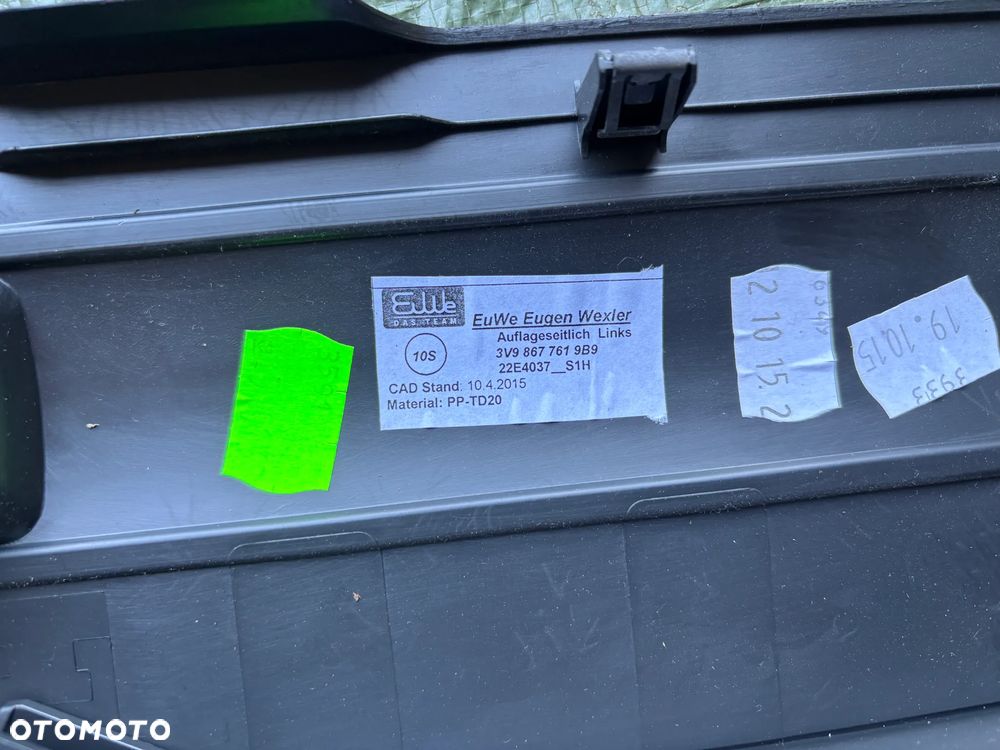 EuWe
DAS TEAM
EuWe Eugen Wexler
Auflageseitlich Links
10S
3V9 867 761 9B9
22E4037__S1H
CAD Stand: 10.4.2015
Material: PP-TD20
2 10 15.2
19.10.15
3933
OTOMOTO